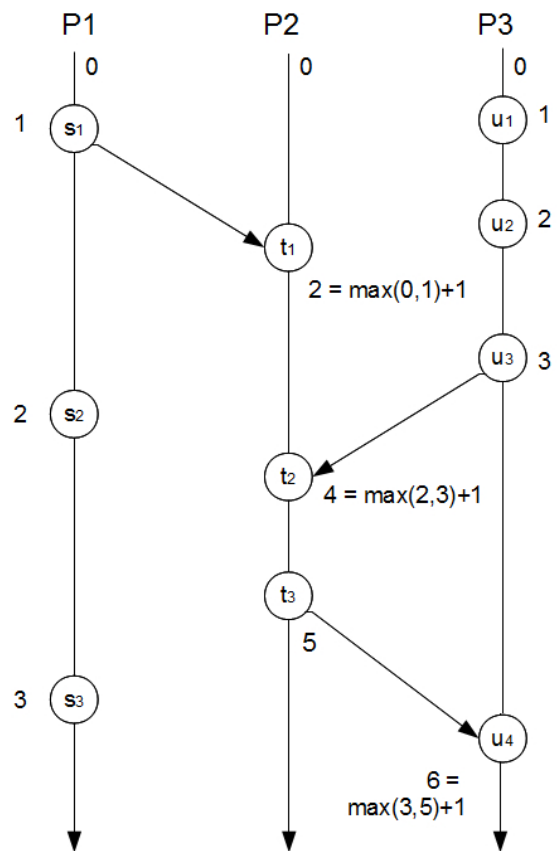 P1 P2 P3
0 0 0
1 s1 u1 1
u2 2
t1
2 = max(0,1)+1
u3 3
2 s2
t2
4 = max(2,3)+1
t3
5
3 s3
u4
6 =
max(3,5)+1